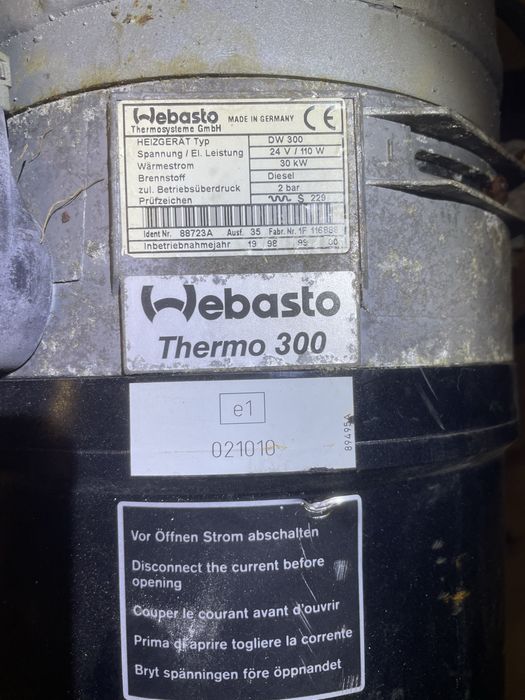 Webasto MADE IN GERMANY CE
Thermosysteme GmbH
HEIZGERÄT Typ DW 300
Spannung / El. Leistung 24 V / 110 W
Wärmestrom 30 kW
Brennstoff Diesel
zul. Betriebsüberdruck 2 bar
Prüfzeichen S 229
Ident Nr. 88723A Ausf. 35 Fabr. Nr. 1F
Inbetriebnahmejahr 19 98 99 00
Webasto
Thermo 300
e1
021010
89495A
Vor Öffnen Strom abschalten
Disconnect the current before
opening
Couper le courant avant d'ouvrir
Prima di aprire togliere la corrente
Bryt spänningen före öppnandet